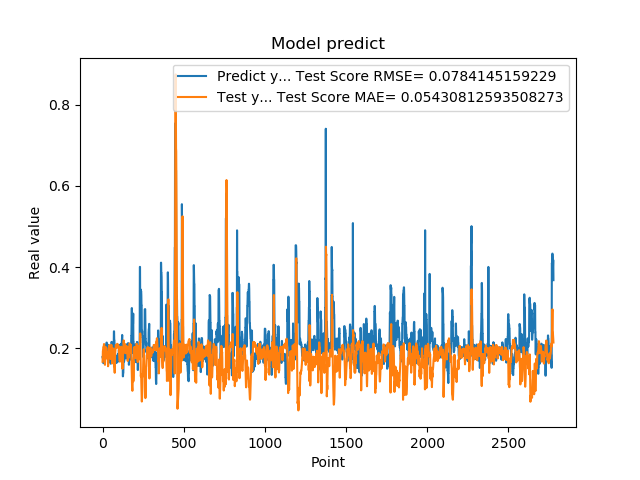 Model predict
Predict y... Test Score RMSE= 0.0784145159229
Test y... Test Score MAE= 0.05430812593508273
Real value
0.8
0.6
0.4
0.2
0
500
1000
1500
2000
2500
Point